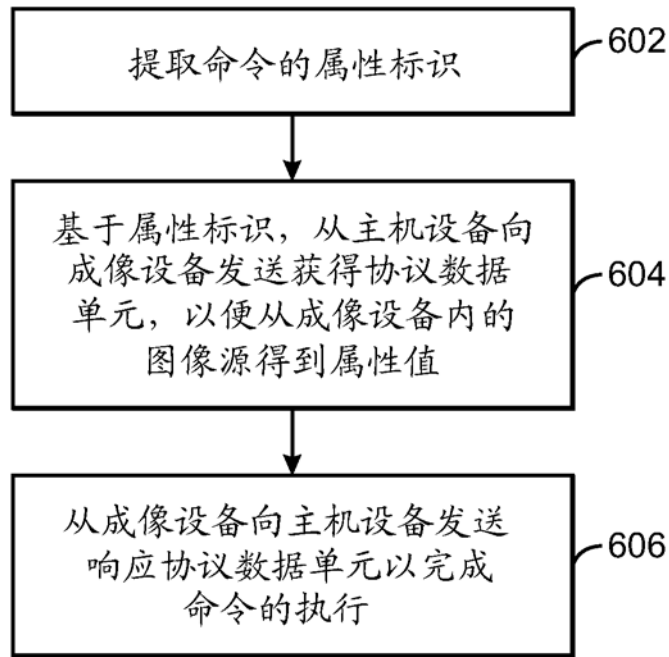 提取命令的属性标识
602
基于属性标识，从主机设备向
成像设备发送获得协议数据
单元，以便从成像设备内的
图像源得到属性值
604
从成像设备向主机设备发送
响应协议数据单元以完成
命令的执行
606